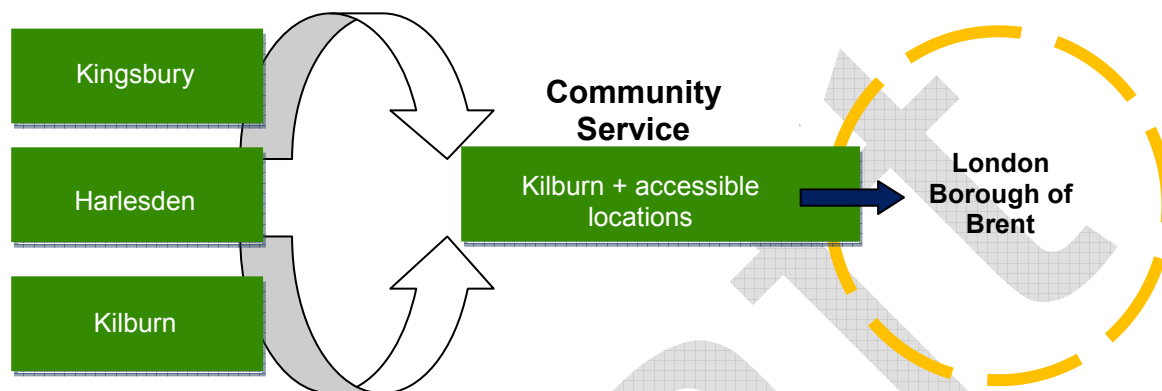 Kingsbury
Harlesden
Kilburn
Community
Service
Kilburn + accessible
locations
London
Borough of
Brent